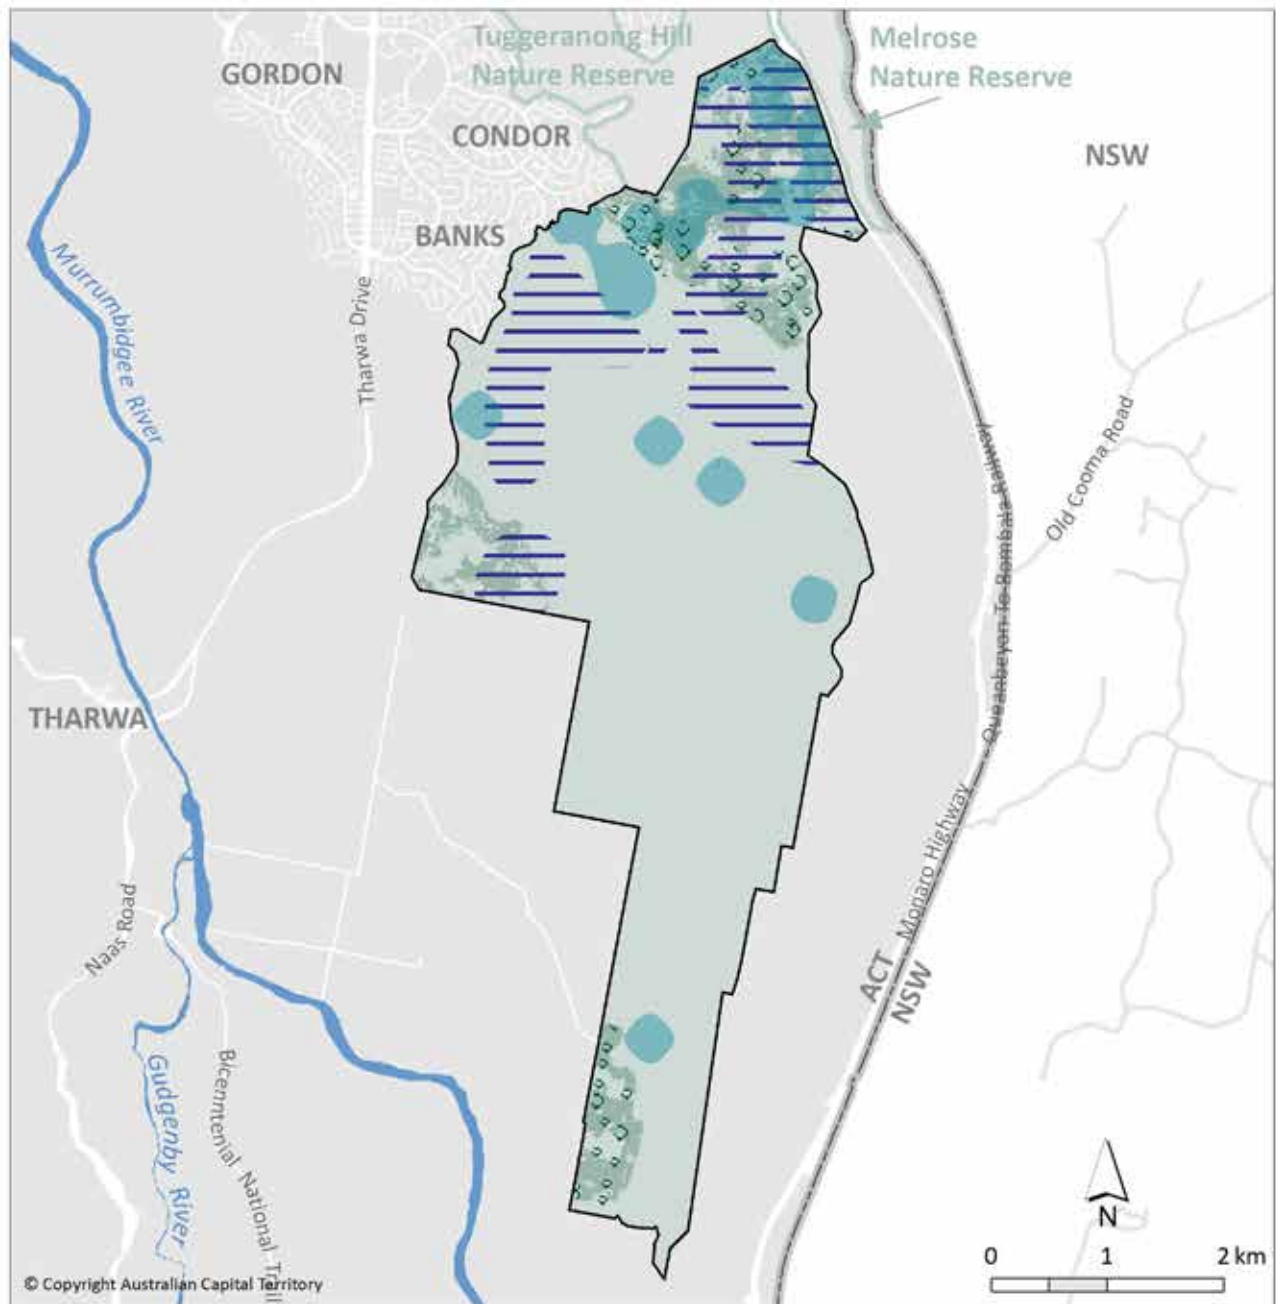 Tuggeranong Hill
Nature Reserve
Melrose
Nature Reserve
GORDON
CONDOR
NSW
BANKS
Murrumbidgee River
Tharwa Drive
Old Cooma Road
Queanbeyan To Bombala Railway
THARWA
Monaro Highway
Naas Road
ACT
NSW
Bicenntenial National Trail
Gudgenby River
N
0 1 2 km
© Copyright Australian Capital Territory